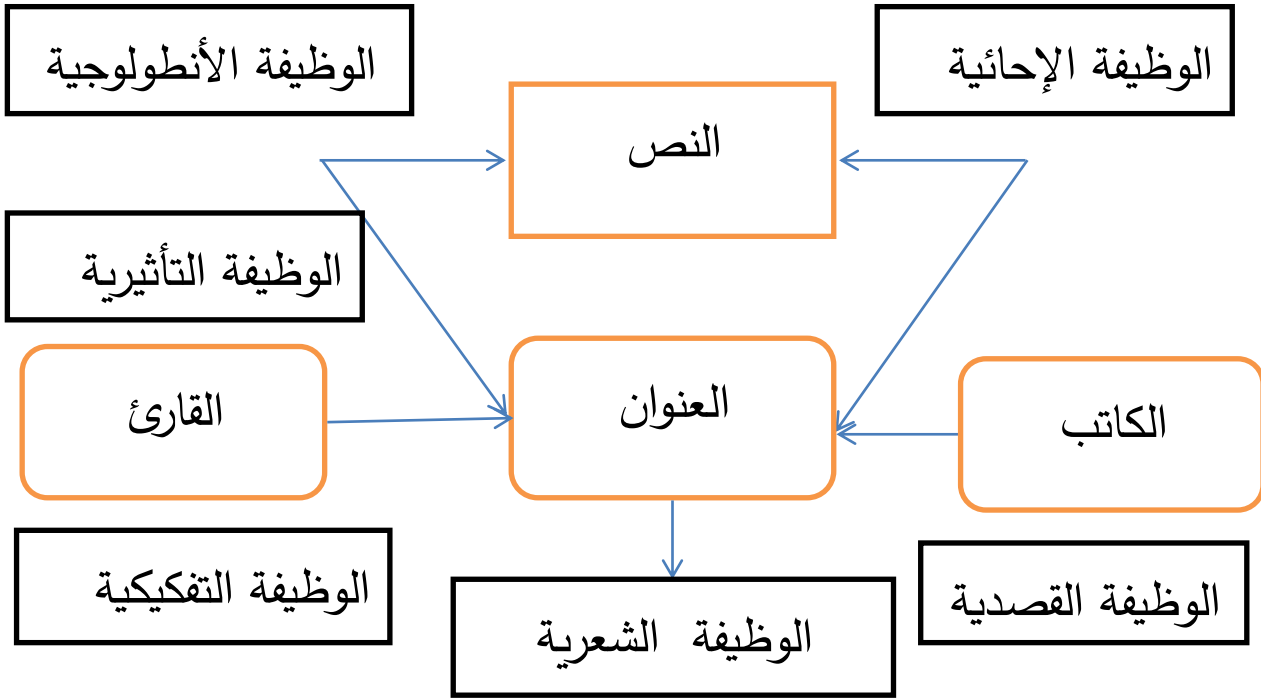 الوظيفة الإحائية
الوظيفة الأنطولوجية
النص
الوظيفة التأثيرية
الكاتب
العنوان
القارئ
الوظيفة القصدية
الوظيفة التفكيكية
الوظيفة الشعرية